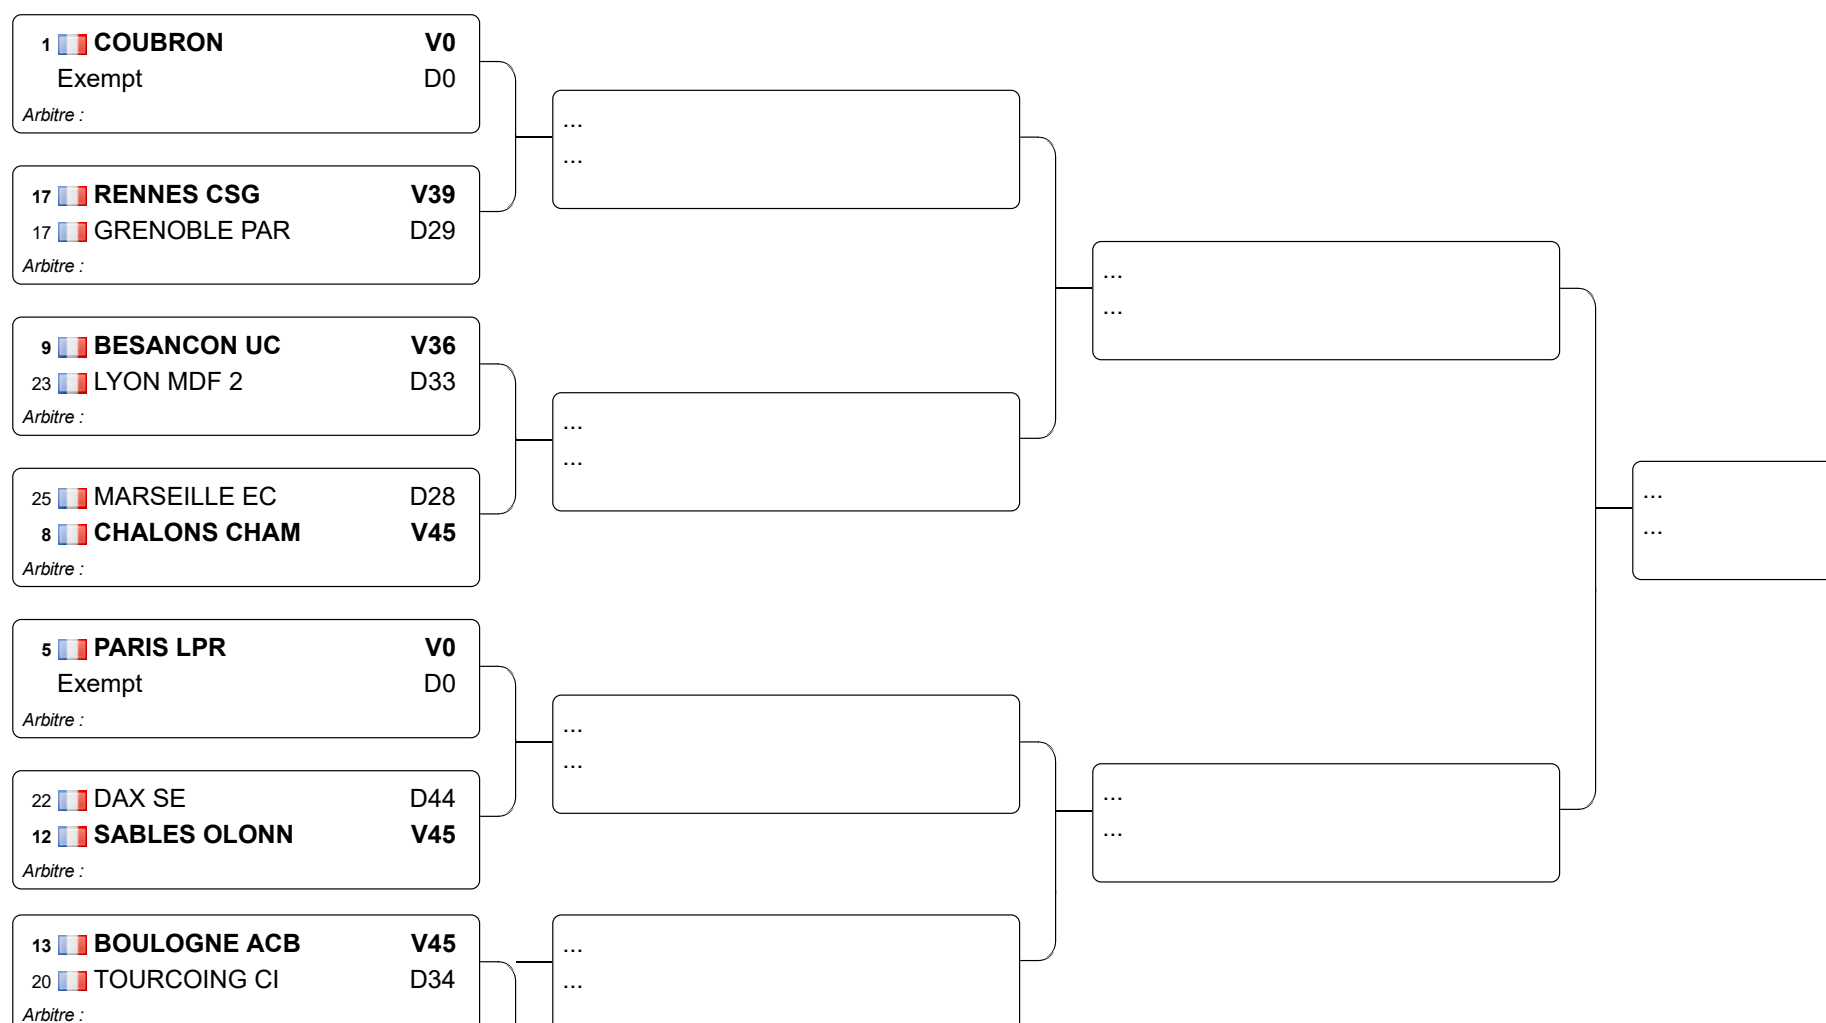 1 COUBRON V0
Exempt D0
Arbitre :
17 RENNES CSG V39
17 GRENOBLE PAR D29
Arbitre :
9 BESANCON UC V36
23 LYON MDF 2 D33
Arbitre :
25 MARSEILLE EC D28
8 CHALONS CHAM V45
Arbitre :
5 PARIS LPR V0
Exempt D0
Arbitre :
22 DAX SE D44
12 SABLES OLONN V45
Arbitre :
13 BOULOGNE ACB V45
20 TOURCOING CI D34
Arbitre :
...
...
...
...
...
...
...
...
...
...
...
...
...
...